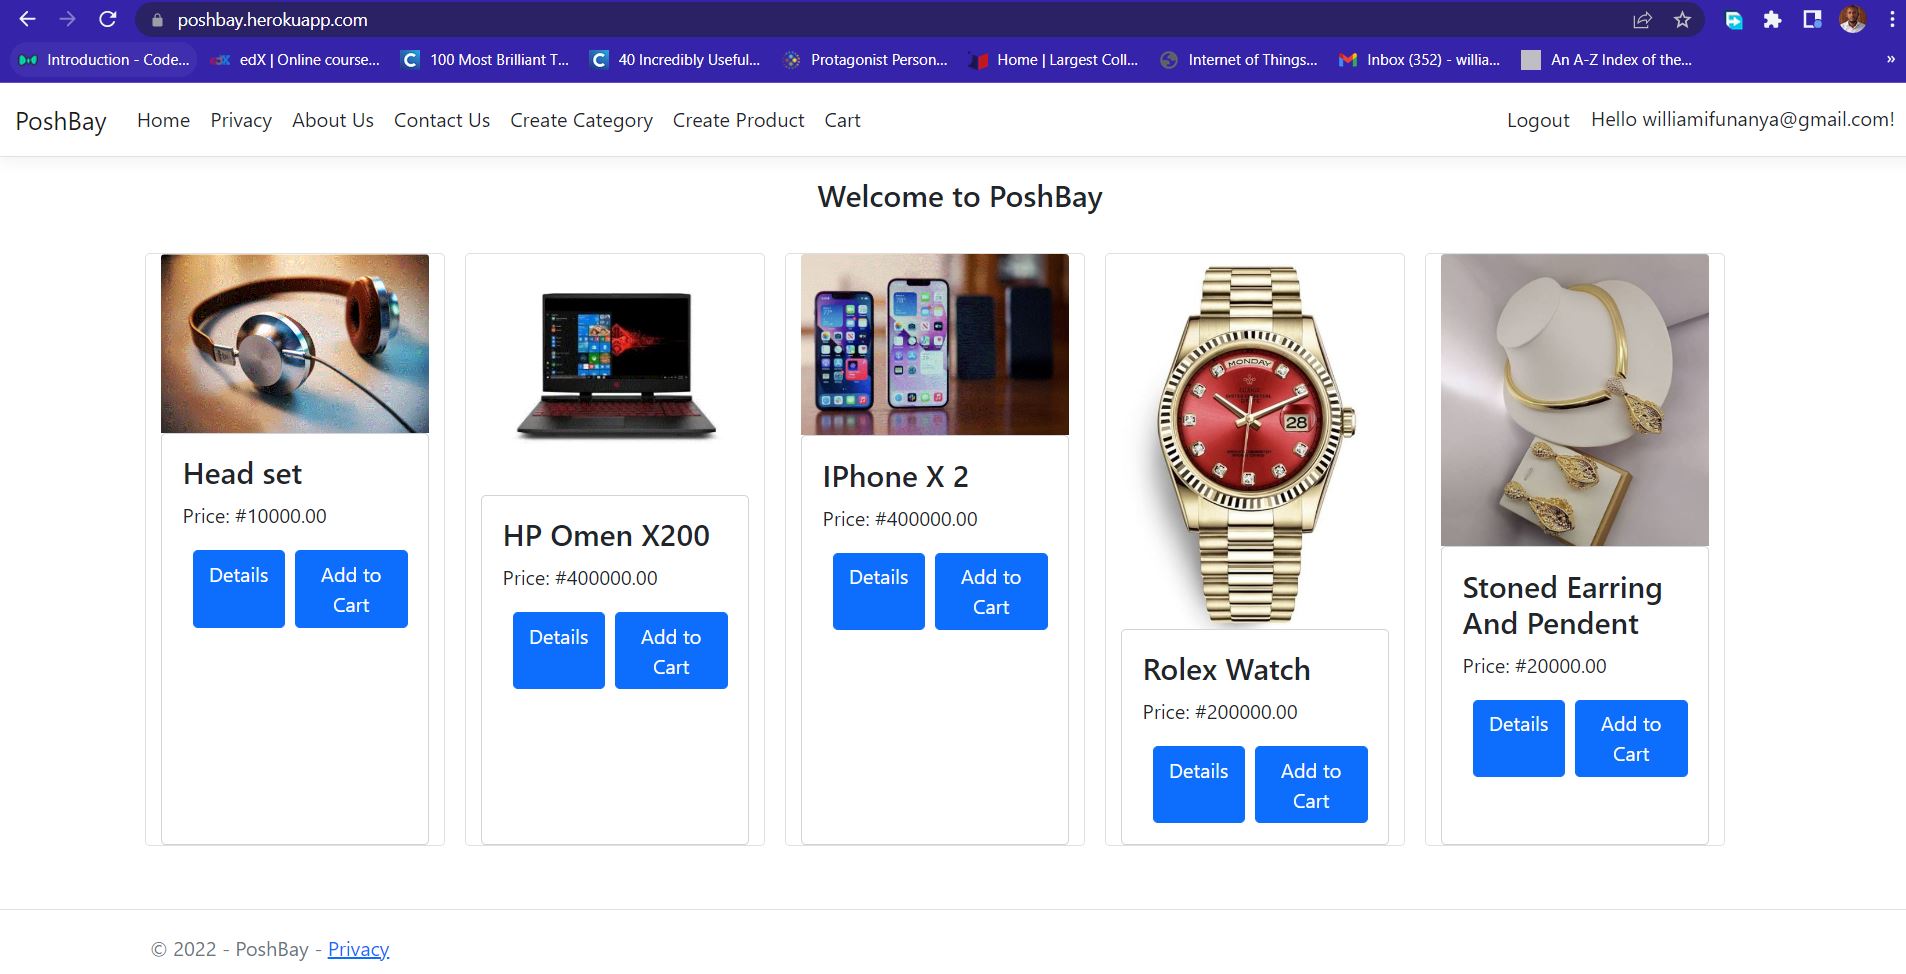 poshbay.herokuapp.com
Introduction - Code... edX | Online course... 100 Most Brilliant T... 40 Incredibly Useful... Protagonist Person... Home | Largest Coll... Internet of Things... Inbox (352) - willia... An A-Z Index of the... »
PoshBay Home Privacy About Us Contact Us Create Category Create Product Cart Logout Hello williamifunanya@gmail.com!
Welcome to PoshBay
Head set
Price: #10000.00
Details Add to
Cart
HP Omen X200
Price: #400000.00
Details Add to
Cart
IPhone X 2
Price: #400000.00
Details Add to
Cart
MONDAY
28
Rolex Watch
Price: #200000.00
Details Add to
Cart
Stoned Earring
And Pendent
Price: #20000.00
Details Add to
Cart
© 2022 - PoshBay - Privacy